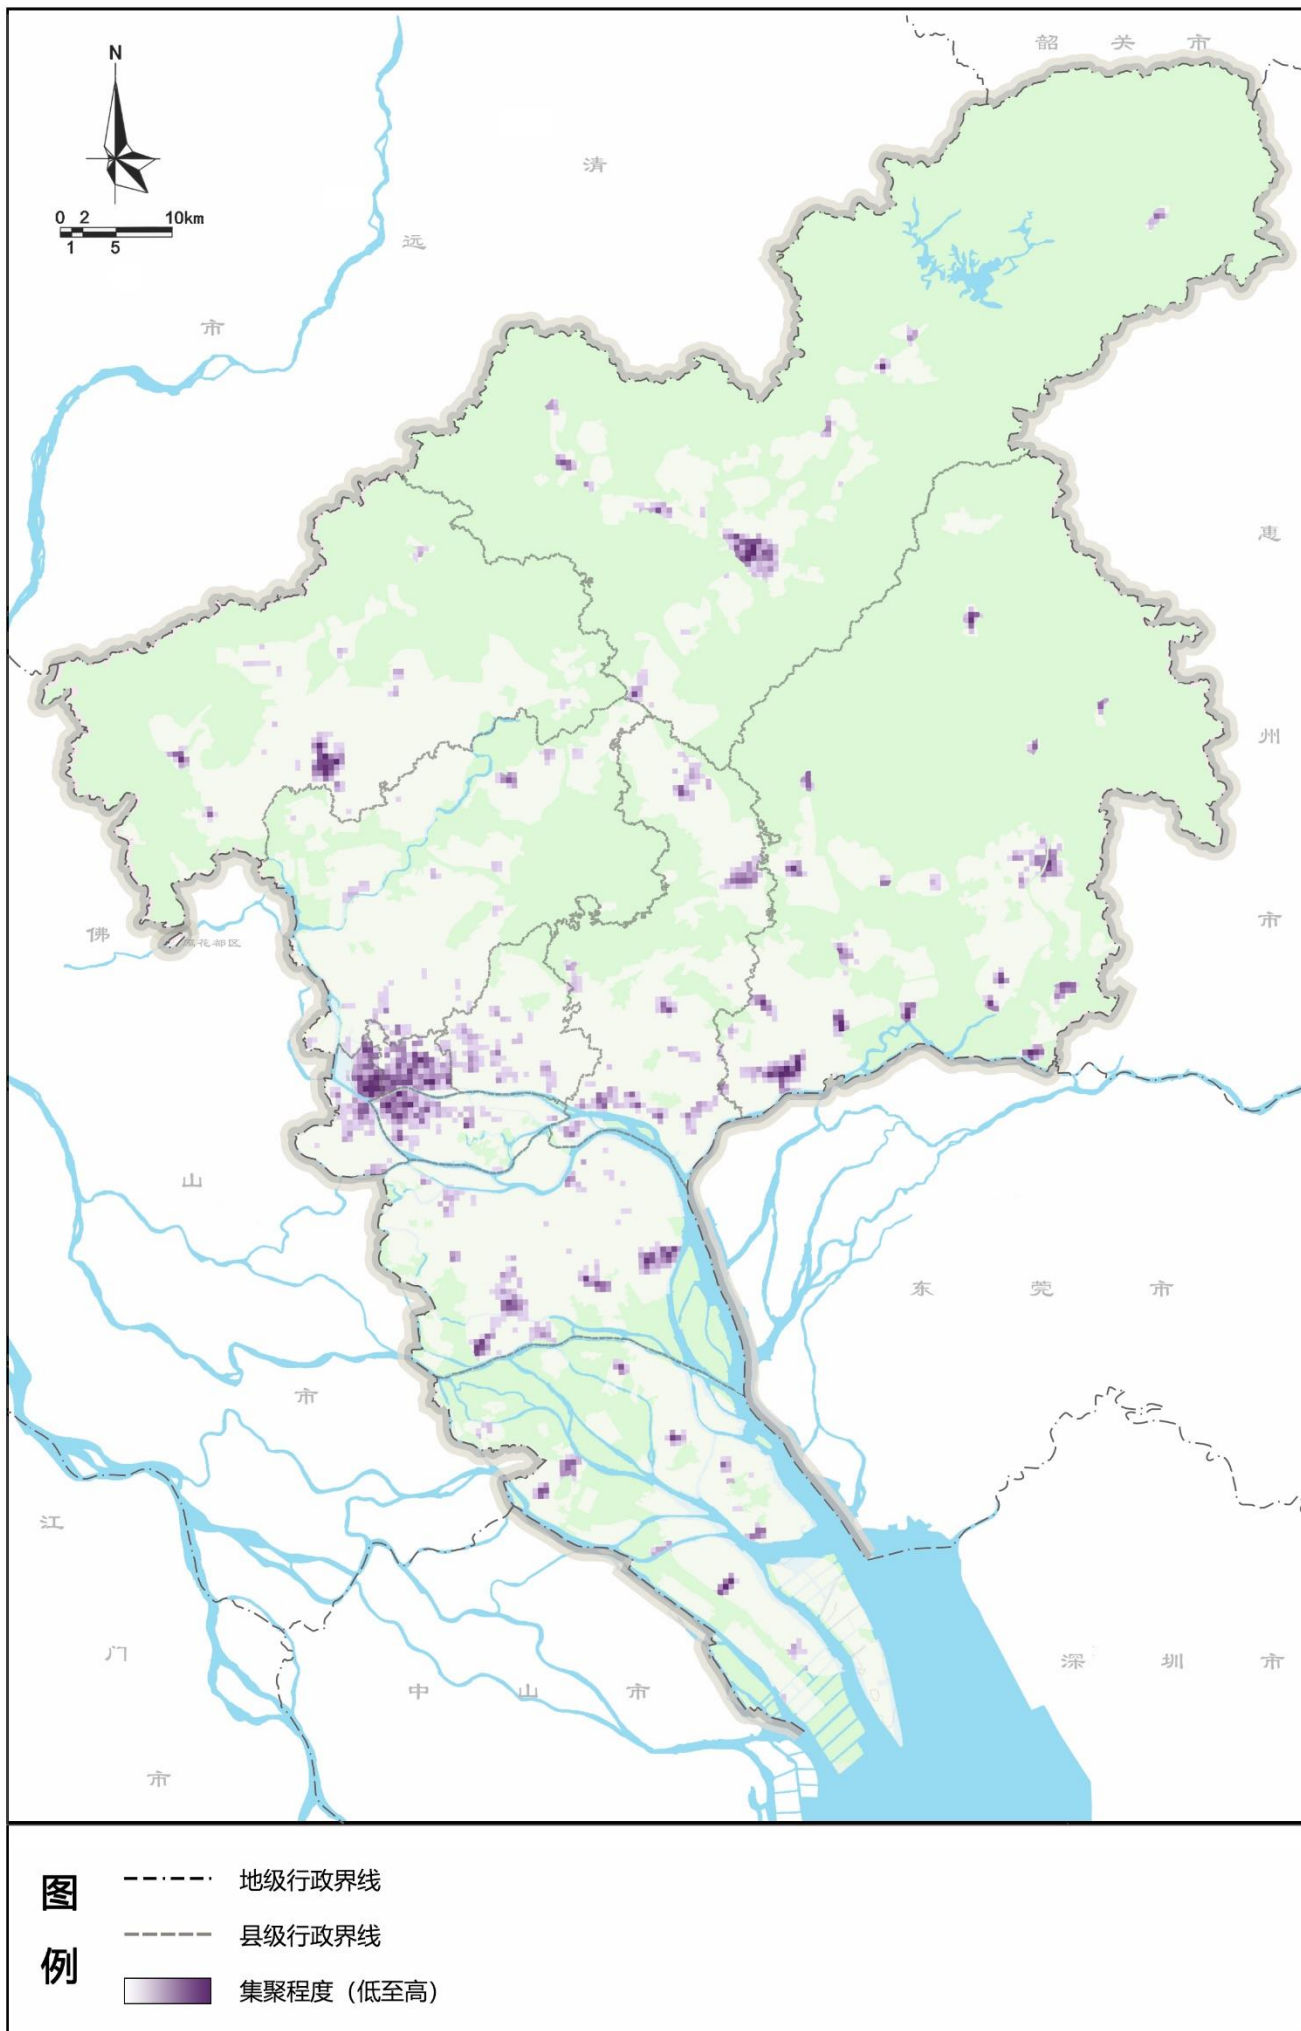 N
0 2 10km
1 5
韶 关 市
清
远
市
惠
州
市
佛
山
市
东 莞 市
江
门
市
中 山 市
深 圳 市
图
例
地级行政界线
县级行政界线
集聚程度（低至高）